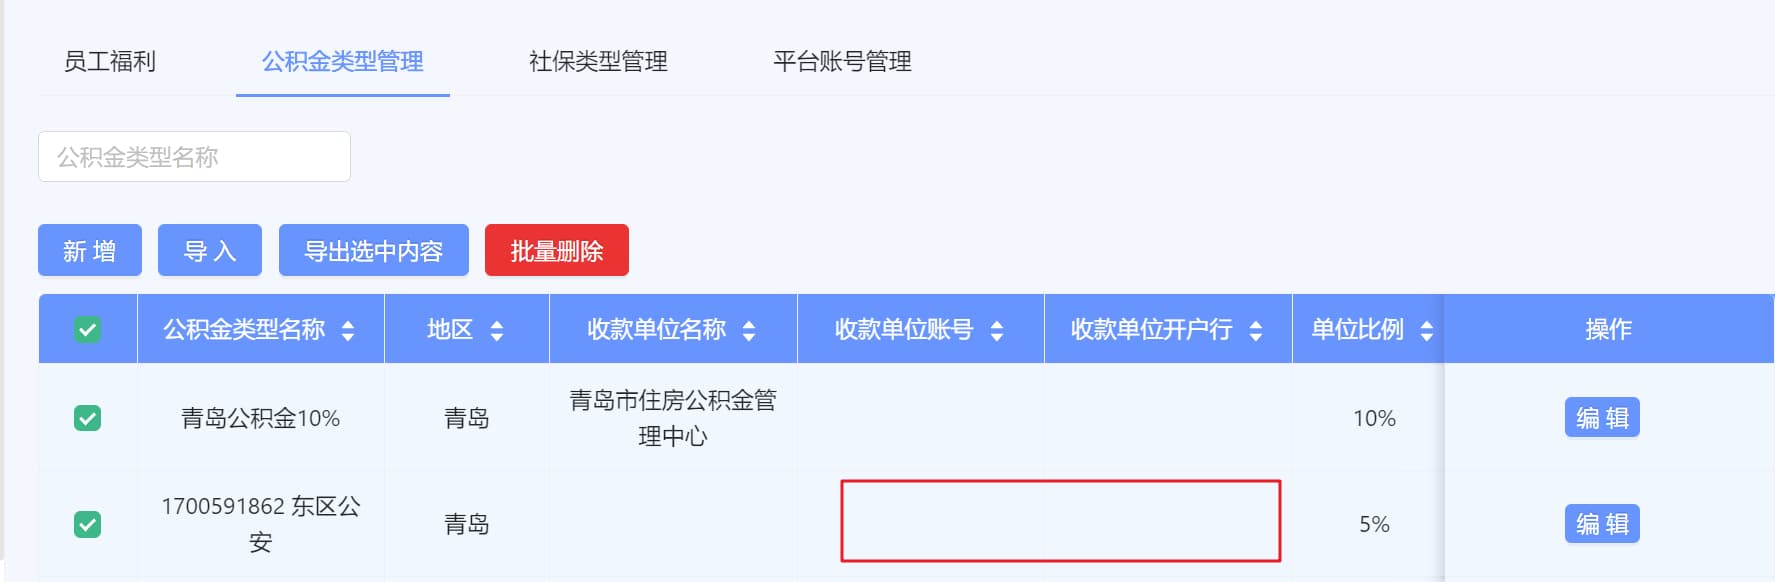 员工福利 公积金类型管理 社保类型管理 平台账号管理
公积金类型名称
新增 导入 导出选中内容 批量删除
公积金类型名称 地区 收款单位名称 收款单位账号 收款单位开户行 单位比例 操作
青岛公积金10% 青岛 青岛市住房公积金管
理中心 10% 编辑
1700591862 东区公
安 青岛 5% 编辑